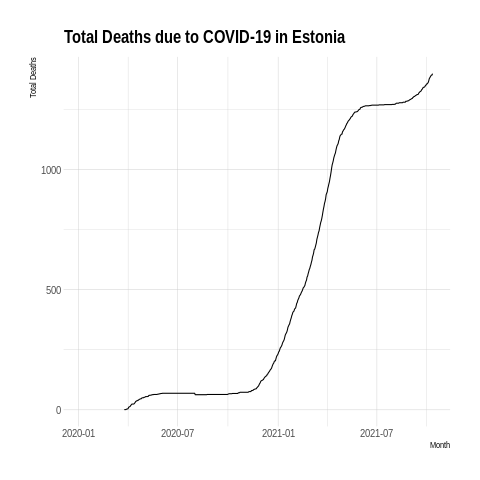 Total Deaths due to COVID-19 in Estonia
Total Deaths
1000
500
0
2020-01 2020-07 2021-01 2021-07
Month